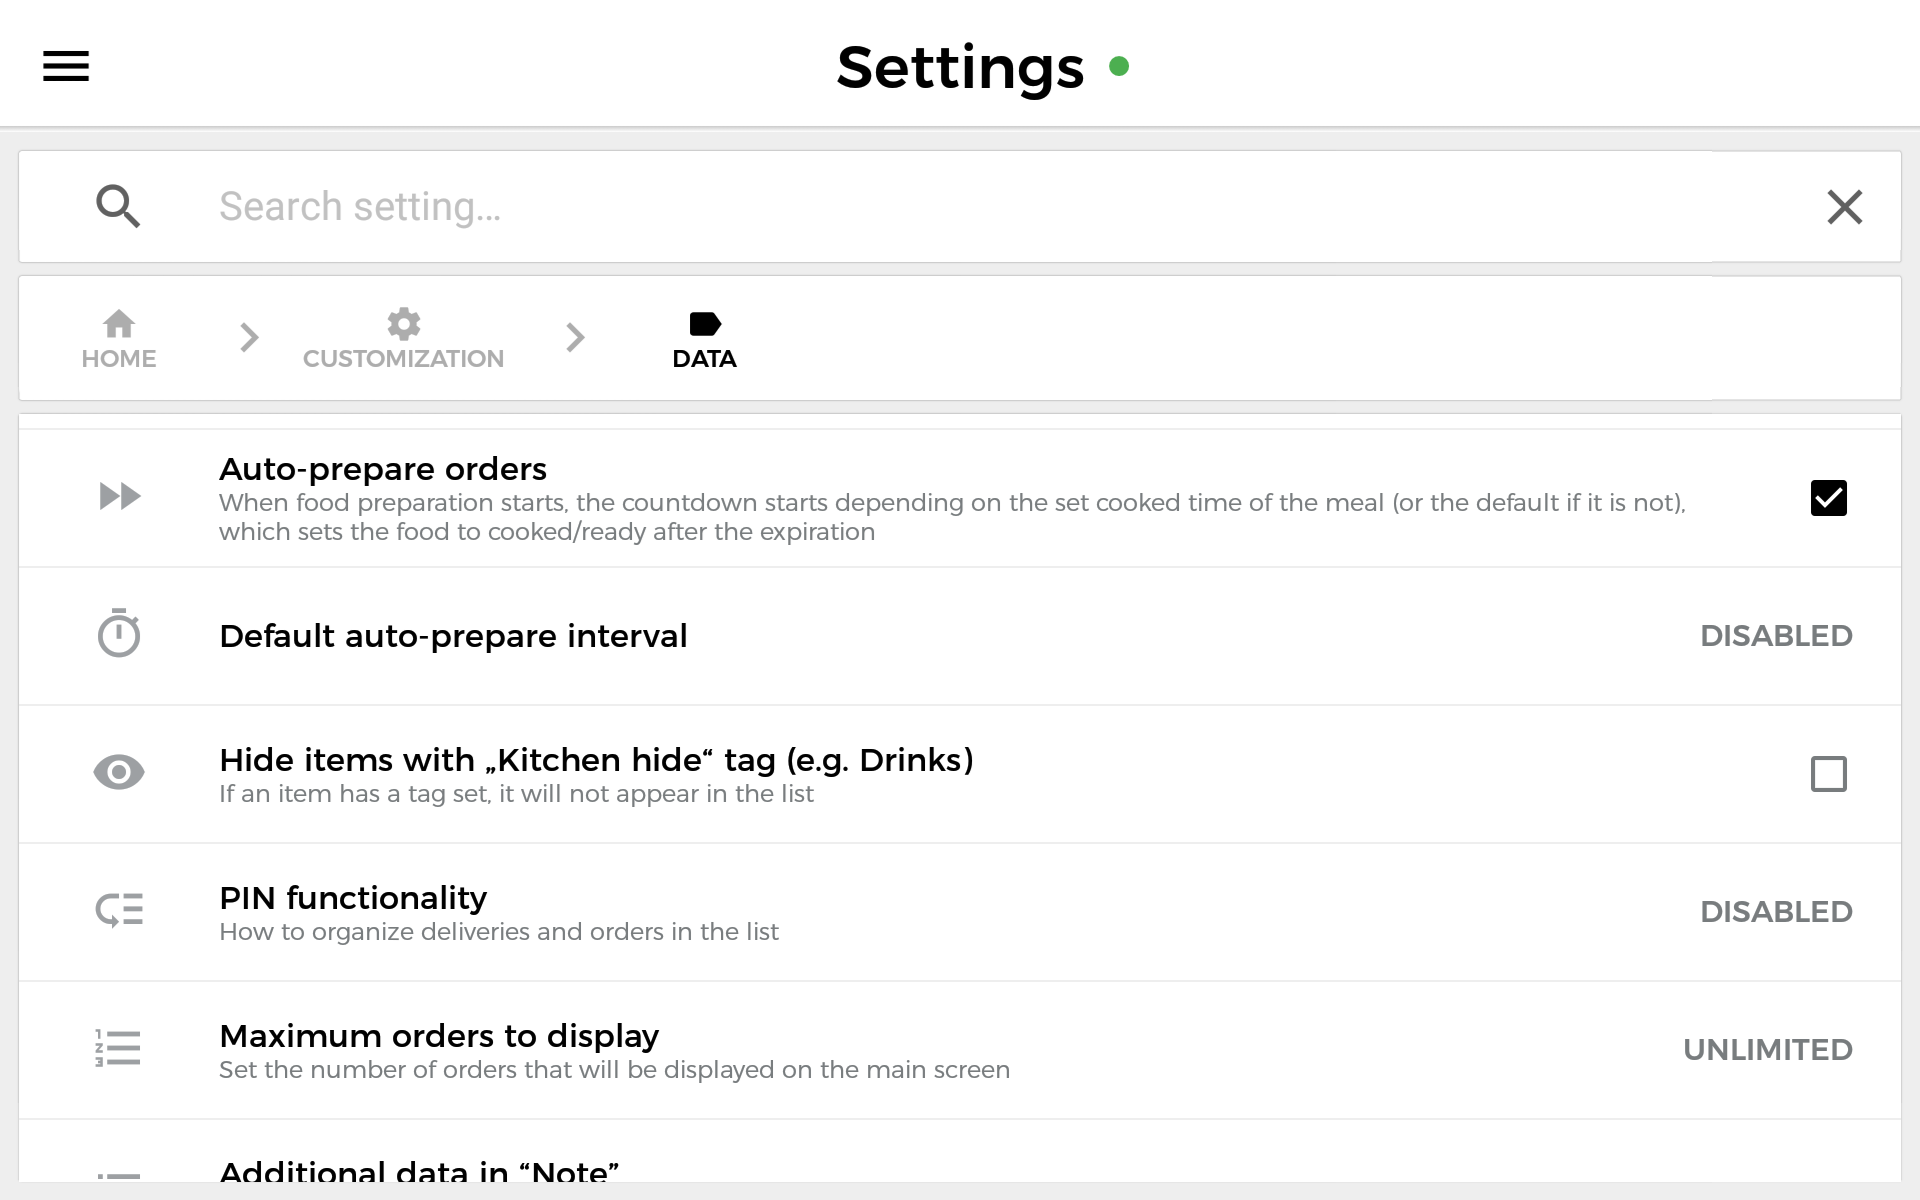 Settings
Search setting...
HOME
CUSTOMIZATION
DATA
Auto-prepare orders
When food preparation starts, the countdown starts depending on the set cooked time of the meal (or the default if it is not),
which sets the food to cooked/ready after the expiration
Default auto-prepare interval
DISABLED
Hide items with „Kitchen hide“ tag (e.g. Drinks)
If an item has a tag set, it will not appear in the list
PIN functionality
How to organize deliveries and orders in the list
DISABLED
Maximum orders to display
Set the number of orders that will be displayed on the main screen
UNLIMITED
Additional data in “Note”